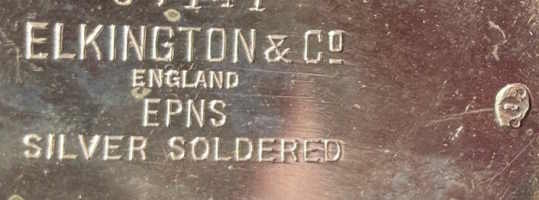 ELKINGTON & Co
ENGLAND
EPNS
SILVER SOLDERED